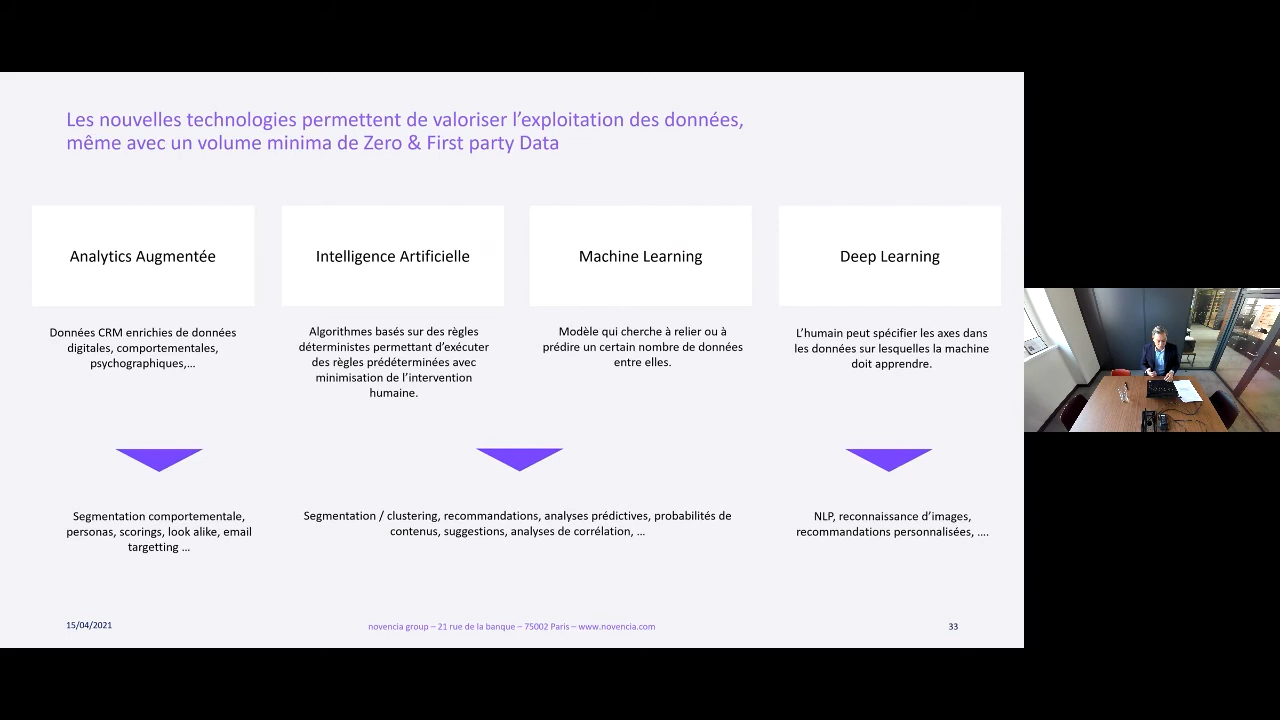 Les nouvelles technologies permettent de valoriser l’exploitation des données,
même avec un volume minima de Zero & First party Data
Analytics Augmentée
Données CRM enrichies de données
digitales, comportementales,
psychographiques,...
Intelligence Artificielle
Algorithmes basés sur des règles
déterministes permettant d’exécuter
des règles prédéterminées avec
minimisation de l’intervention
humaine.
Machine Learning
Modèle qui cherche à relier ou à
prédire un certain nombre de données
entre elles.
Deep Learning
L’humain peut spécifier les axes dans
les données sur lesquelles la machine
doit apprendre.
Segmentation comportementale,
personas, scorings, look alike, email
targetting ...
Segmentation / clustering, recommandations, analyses prédictives, probabilités de
contenus, suggestions, analyses de corrélation, ...
NLP, reconnaissance d’images,
recommandations personnalisées, ....
15/04/2021
novencia group – 21 rue de la banque – 75002 Paris – www.novencia.com
33